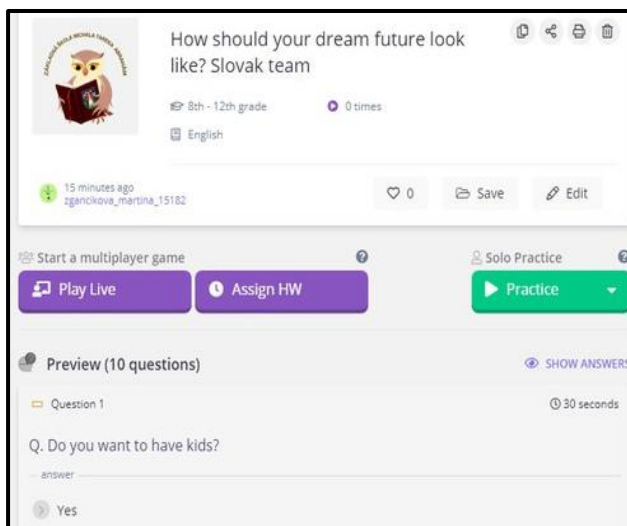 How should your dream future look
like? Slovak team
8th - 12th grade
0 times
English
15 minutes ago
zgancikova_martina_15182
0
Save
Edit
Start a multiplayer game
Solo Practice
Play Live
Assign HW
Practice
Preview (10 questions)
SHOW ANSWERS
Question 1
30 seconds
Q. Do you want to have kids?
answer
Yes